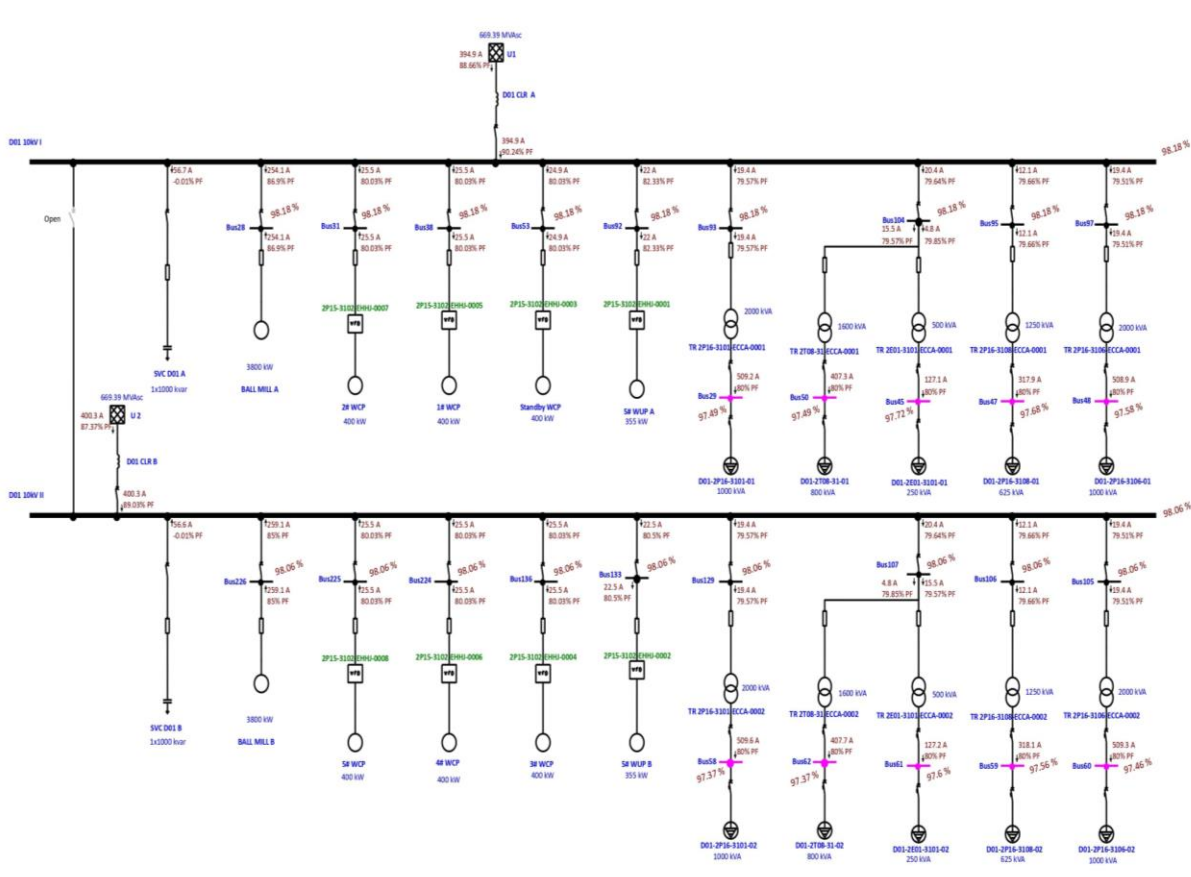 669.39 MVAsc
394.9 A
88.66% PF
U1
D01 CLR A
394.9 A
90.24% PF
D01 10kV I
98.18 %
56.7 A
-0.01% PF
254.1 A
86.9% PF
25.5 A
80.03% PF
25.5 A
80.03% PF
24.9 A
80.03% PF
22 A
82.33% PF
19.4 A
79.57% PF
20.4 A
79.64% PF
12.1 A
79.66% PF
19.4 A
79.51% PF
Open
Bus28
98.18 %
254.1 A
86.9% PF
Bus31
98.18 %
25.5 A
80.03% PF
Bus38
98.18 %
25.5 A
80.03% PF
Bus53
98.18 %
24.9 A
80.03% PF
Bus92
98.18 %
22 A
82.33% PF
Bus93
98.18 %
19.4 A
79.57% PF
Bus104
98.18 %
15.5 A
79.57% PF
4.8 A
79.85% PF
Bus95
98.18 %
12.1 A
79.66% PF
Bus97
98.18 %
19.4 A
79.51% PF
2P15-3102-EHHJ-0007
2P15-3102-EHHJ-0005
2P15-3102-EHHJ-0003
2P15-3102-EHHJ-0001
VFD
VFD
VFD
VFD
2000 kVA
1600 kVA
500 kVA
1250 kVA
2000 kVA
TR 2P16-3101-ECCA-0001
TR 2T08-31-ECCA-0001
TR 2E01-3101-ECCA-0001
TR 2P16-3108-ECCA-0001
TR 2P16-3106-ECCA-0001
SVC D01 A
1x1000 kvar
3800 kW
BALL MILL A
2# WCP
400 kW
1# WCP
400 kW
Standby WCP
400 kW
5# WUP A
355 kW
509.2 A
80% PF
Bus29
97.49 %
407.3 A
80% PF
Bus50
97.49 %
127.1 A
80% PF
Bus45
97.72 %
317.9 A
80% PF
Bus47
97.68 %
508.9 A
80% PF
Bus48
97.58 %
D01-2P16-3101-01
1000 kVA
D01-2T08-31-01
800 kVA
D01-2E01-3101-01
250 kVA
D01-2P16-3108-01
625 kVA
D01-2P16-3106-01
1000 kVA
669.39 MVAsc
400.3 A
87.37% PF
U 2
D01 CLR B
400.3 A
89.03% PF
D01 10kV II
98.06 %
56.6 A
-0.01% PF
259.1 A
85% PF
25.5 A
80.03% PF
25.5 A
80.03% PF
25.5 A
80.03% PF
22.5 A
80.5% PF
19.4 A
79.57% PF
20.4 A
79.64% PF
12.1 A
79.66% PF
19.4 A
79.51% PF
Bus226
98.06 %
259.1 A
85% PF
Bus225
98.06 %
25.5 A
80.03% PF
Bus224
98.06 %
25.5 A
80.03% PF
Bus136
98.06 %
25.5 A
80.03% PF
Bus133
98.06 %
22.5 A
80.5% PF
Bus129
98.06 %
19.4 A
79.57% PF
Bus107
98.06 %
4.8 A
79.85% PF
15.5 A
79.57% PF
Bus106
98.06 %
12.1 A
79.66% PF
Bus105
98.06 %
19.4 A
79.51% PF
2P15-3102-EHHJ-0008
2P15-3102-EHHJ-0006
2P15-3102-EHHJ-0004
2P15-3102-EHHJ-0002
VFD
VFD
VFD
VFD
2000 kVA
1600 kVA
500 kVA
1250 kVA
2000 kVA
TR 2P16-3101-ECCA-0002
TR 2T08-31-ECCA-0002
TR 2E01-3101-ECCA-0002
TR 2P16-3108-ECCA-0002
TR 2P16-3106-ECCA-0002
SVC D01 B
1x1000 kvar
3800 kW
BALL MILL B
5# WCP
400 kW
4# WCP
400 kW
3# WCP
400 kW
5# WUP B
355 kW
509.6 A
80% PF
Bus58
97.37 %
407.7 A
80% PF
Bus62
97.37 %
127.2 A
80% PF
Bus61
97.6 %
318.1 A
80% PF
Bus59
97.56 %
509.3 A
80% PF
Bus60
97.46 %
D01-2P16-3101-02
1000 kVA
D01-2T08-31-02
800 kVA
D01-2E01-3101-02
250 kVA
D01-2P16-3108-02
625 kVA
D01-2P16-3106-02
1000 kVA